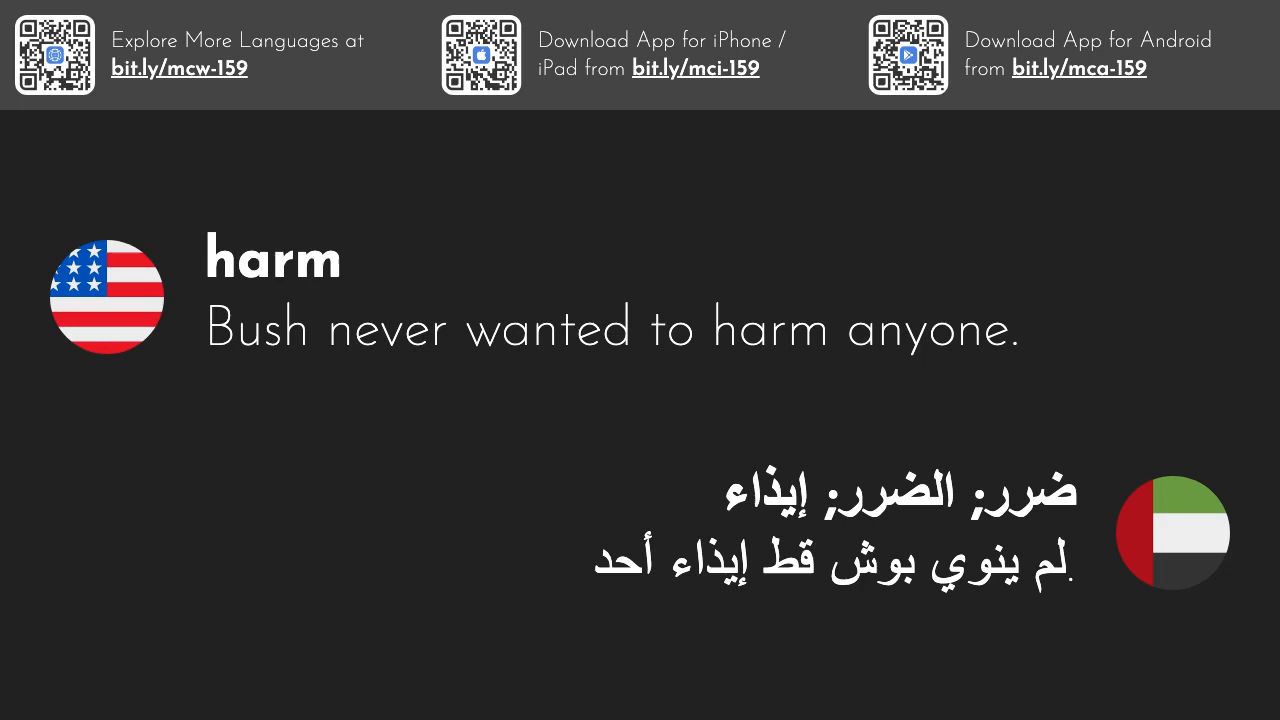 Explore More Languages at
bit.ly/mcw-159
Download App for iPhone /
iPad from bit.ly/mci-159
Download App for Android
from bit.ly/mca-159
harm
Bush never wanted to harm anyone.
ضرر; الضرر; إيذاء
لم ينوي بوش قط إيذاء أحد.